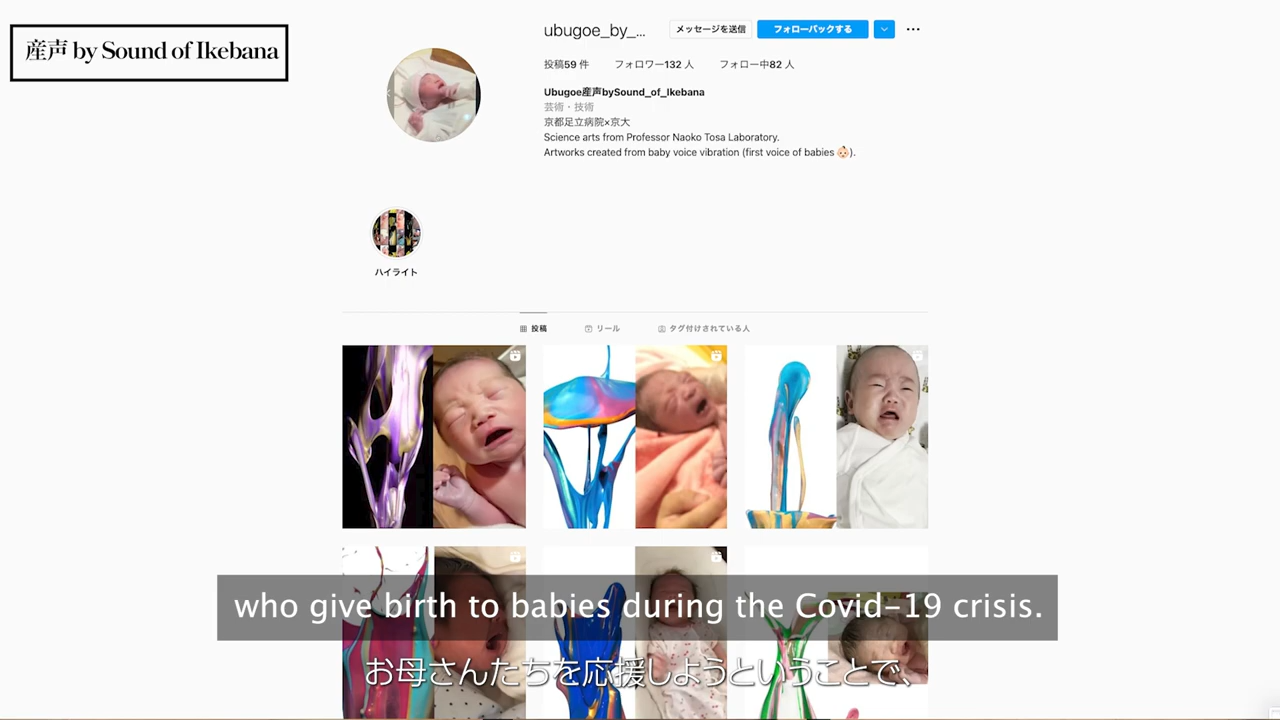 産声 by Sound of Ikebana
ubugoe_by_...
メッセージを送信
フォローバックする
投稿59 件
フォロワー132 人
フォロー中82 人
Ubugoe産声bySound_of_Ikebana
芸術・技術
京都足立病院×京大
Science arts from Professor Naoko Tosa Laboratory.
Artworks created from baby voice vibration (first voice of babies 👶🏻).
ハイライト
投稿
リール
タグ付けされている人
who give birth to babies during the Covid-19 crisis.
お母さんたちを応援しようということで、